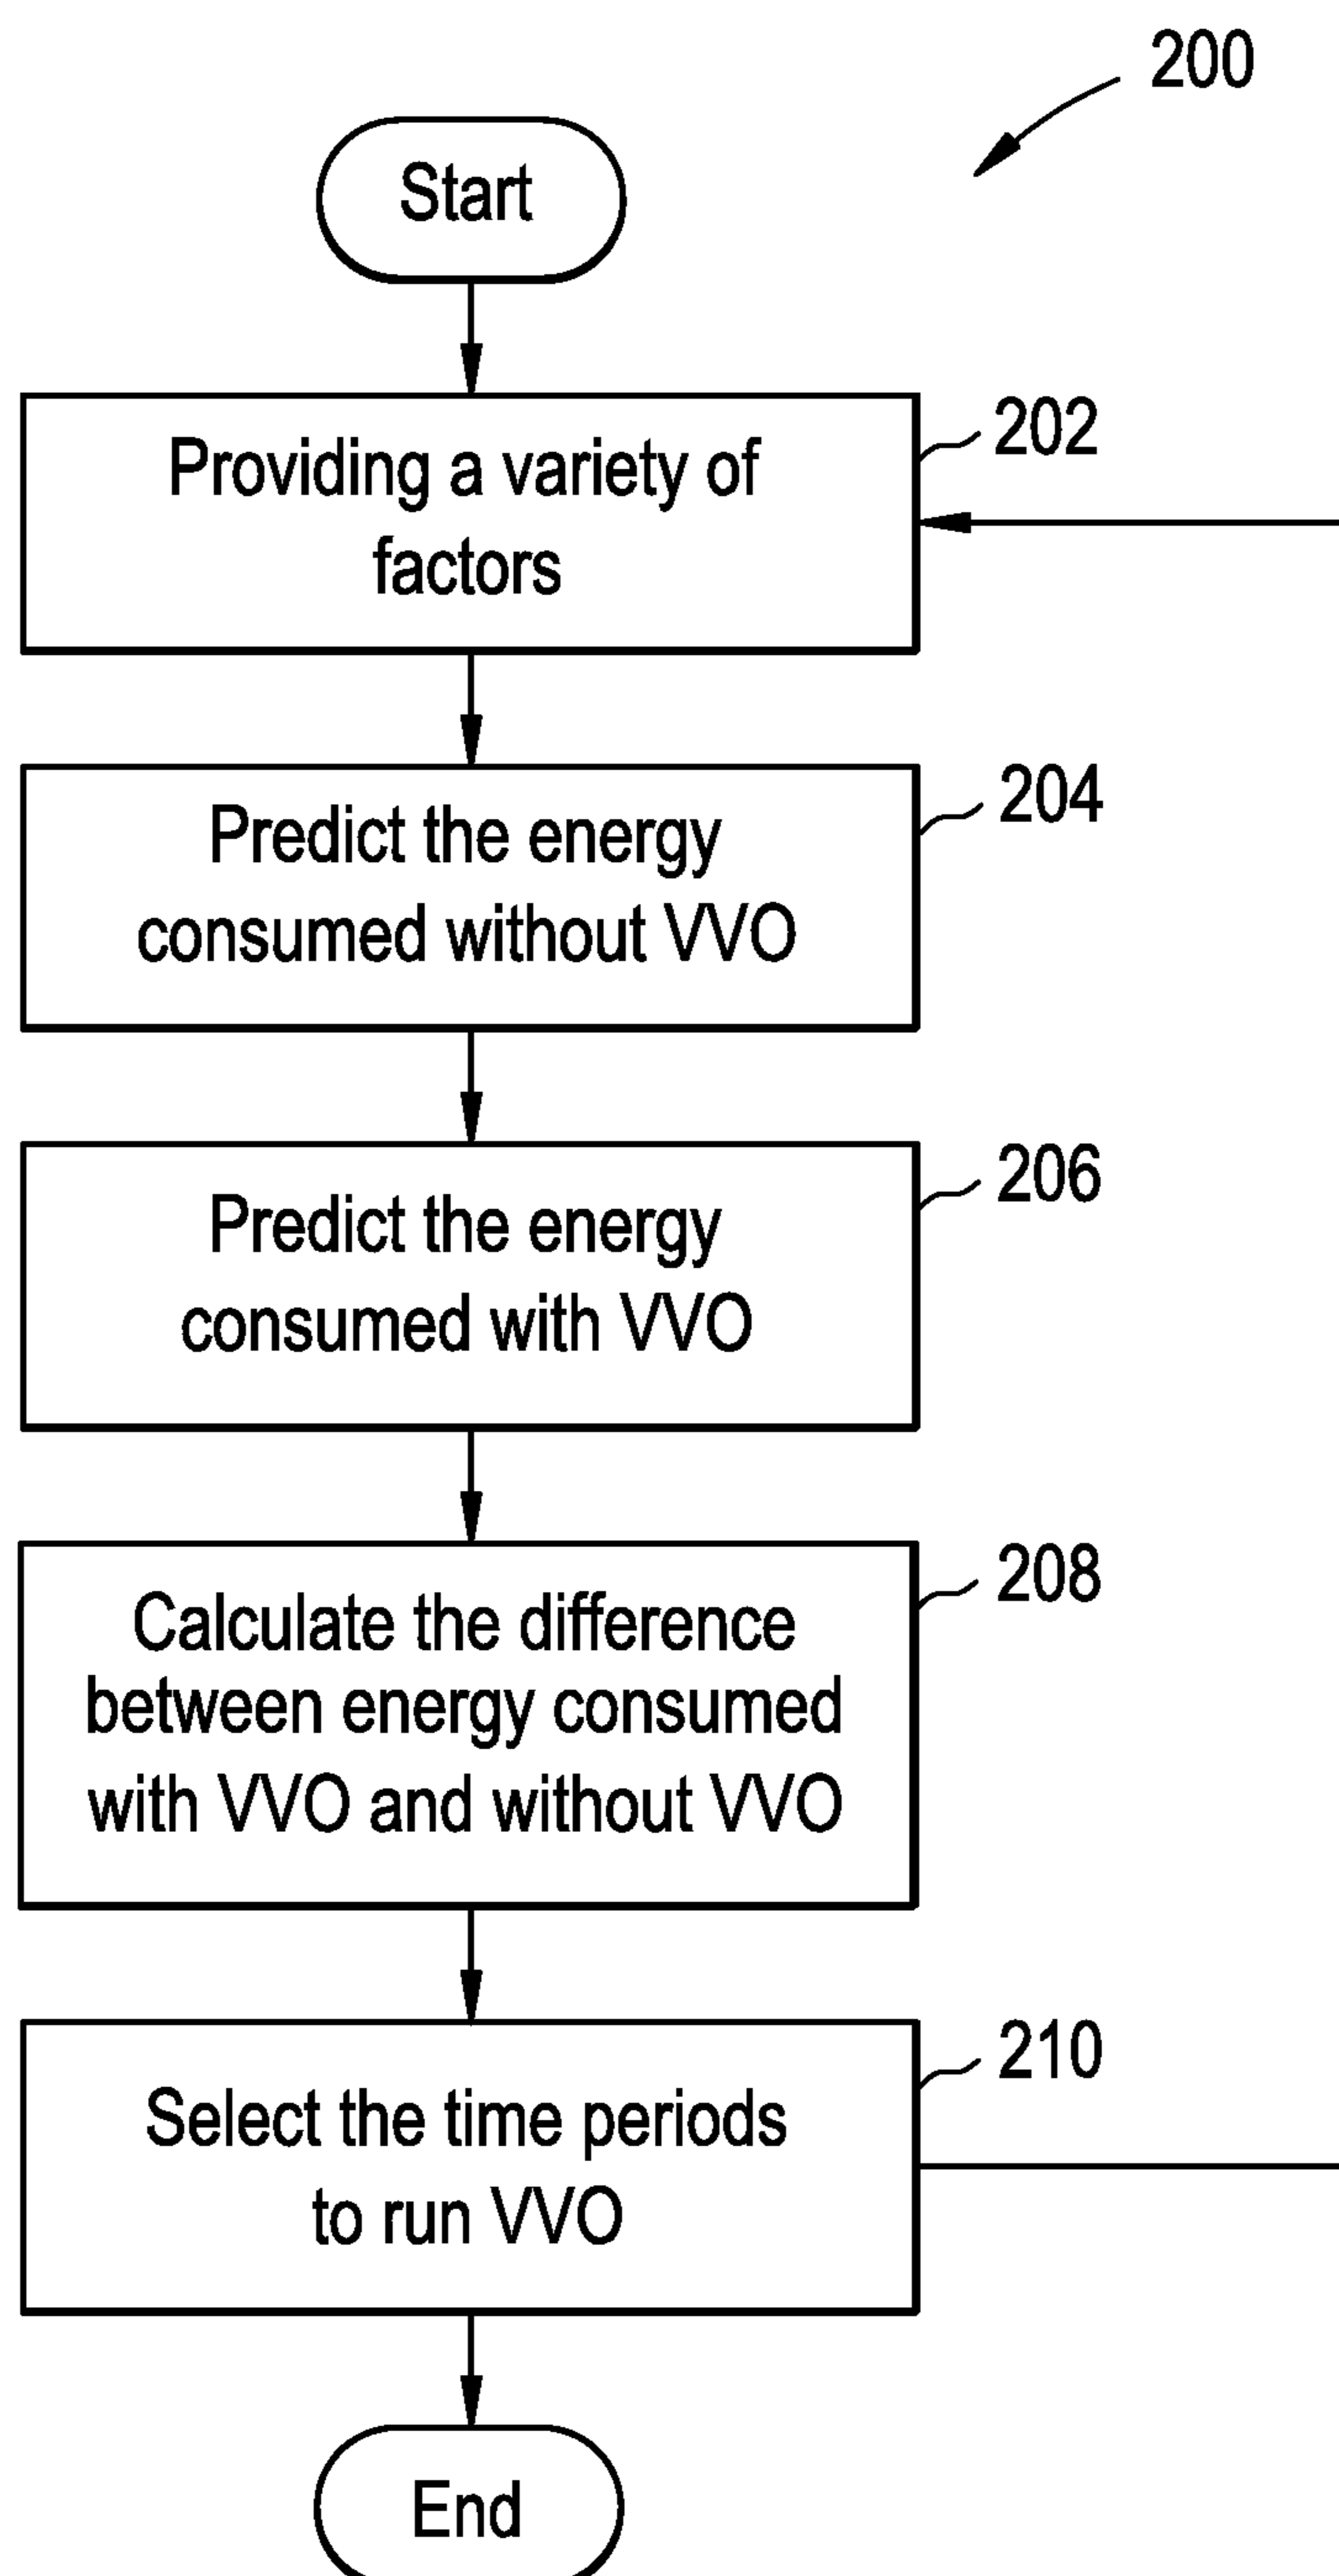 200
Start
202
Providing a variety of
factors
204
Predict the energy
consumed without VVO
206
Predict the energy
consumed with VVO
208
Calculate the difference
between energy consumed
with VVO and without VVO
210
Select the time periods
to run VVO
End